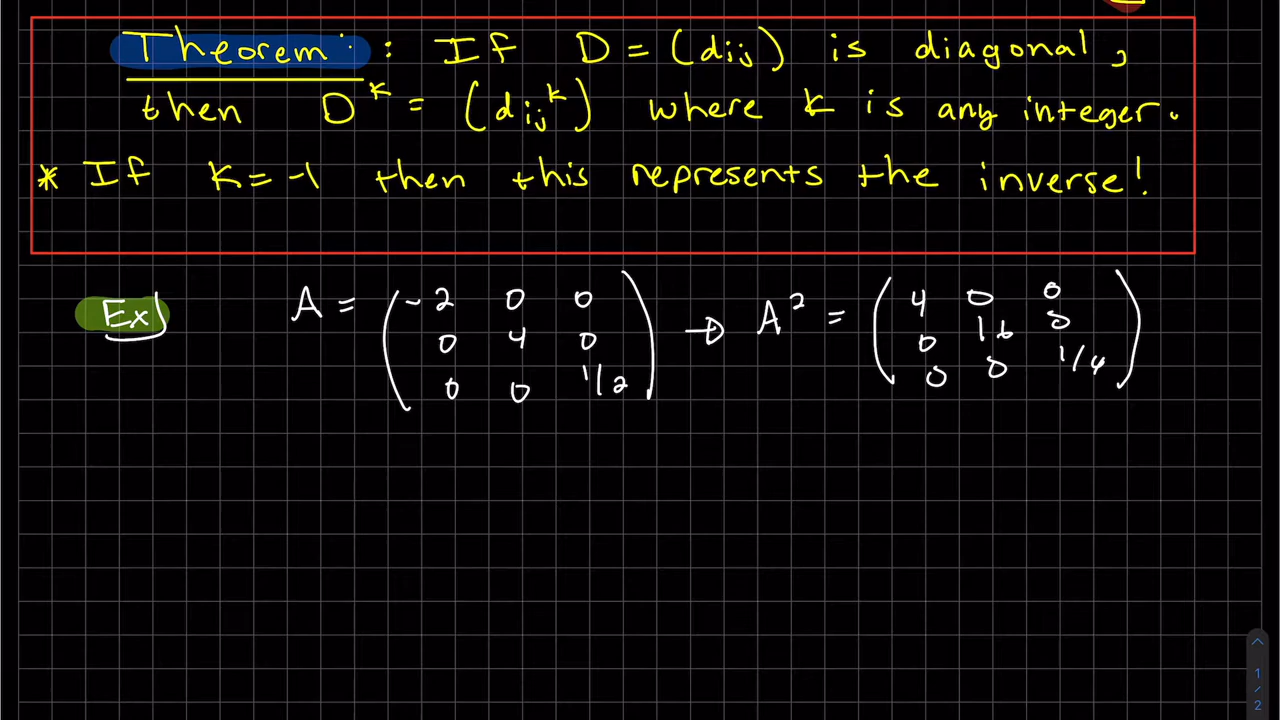 Theorem : If D = (dij) is diagonal,
then D^k = (dij^k) where k is any integer.
* If k = -1 then this represents the inverse!
Ex) A = (-2 0 0 → A² = (4 0 0
0 4 0 0 16 0
0 0 1/2) 0 0 1/4)
1
/
2